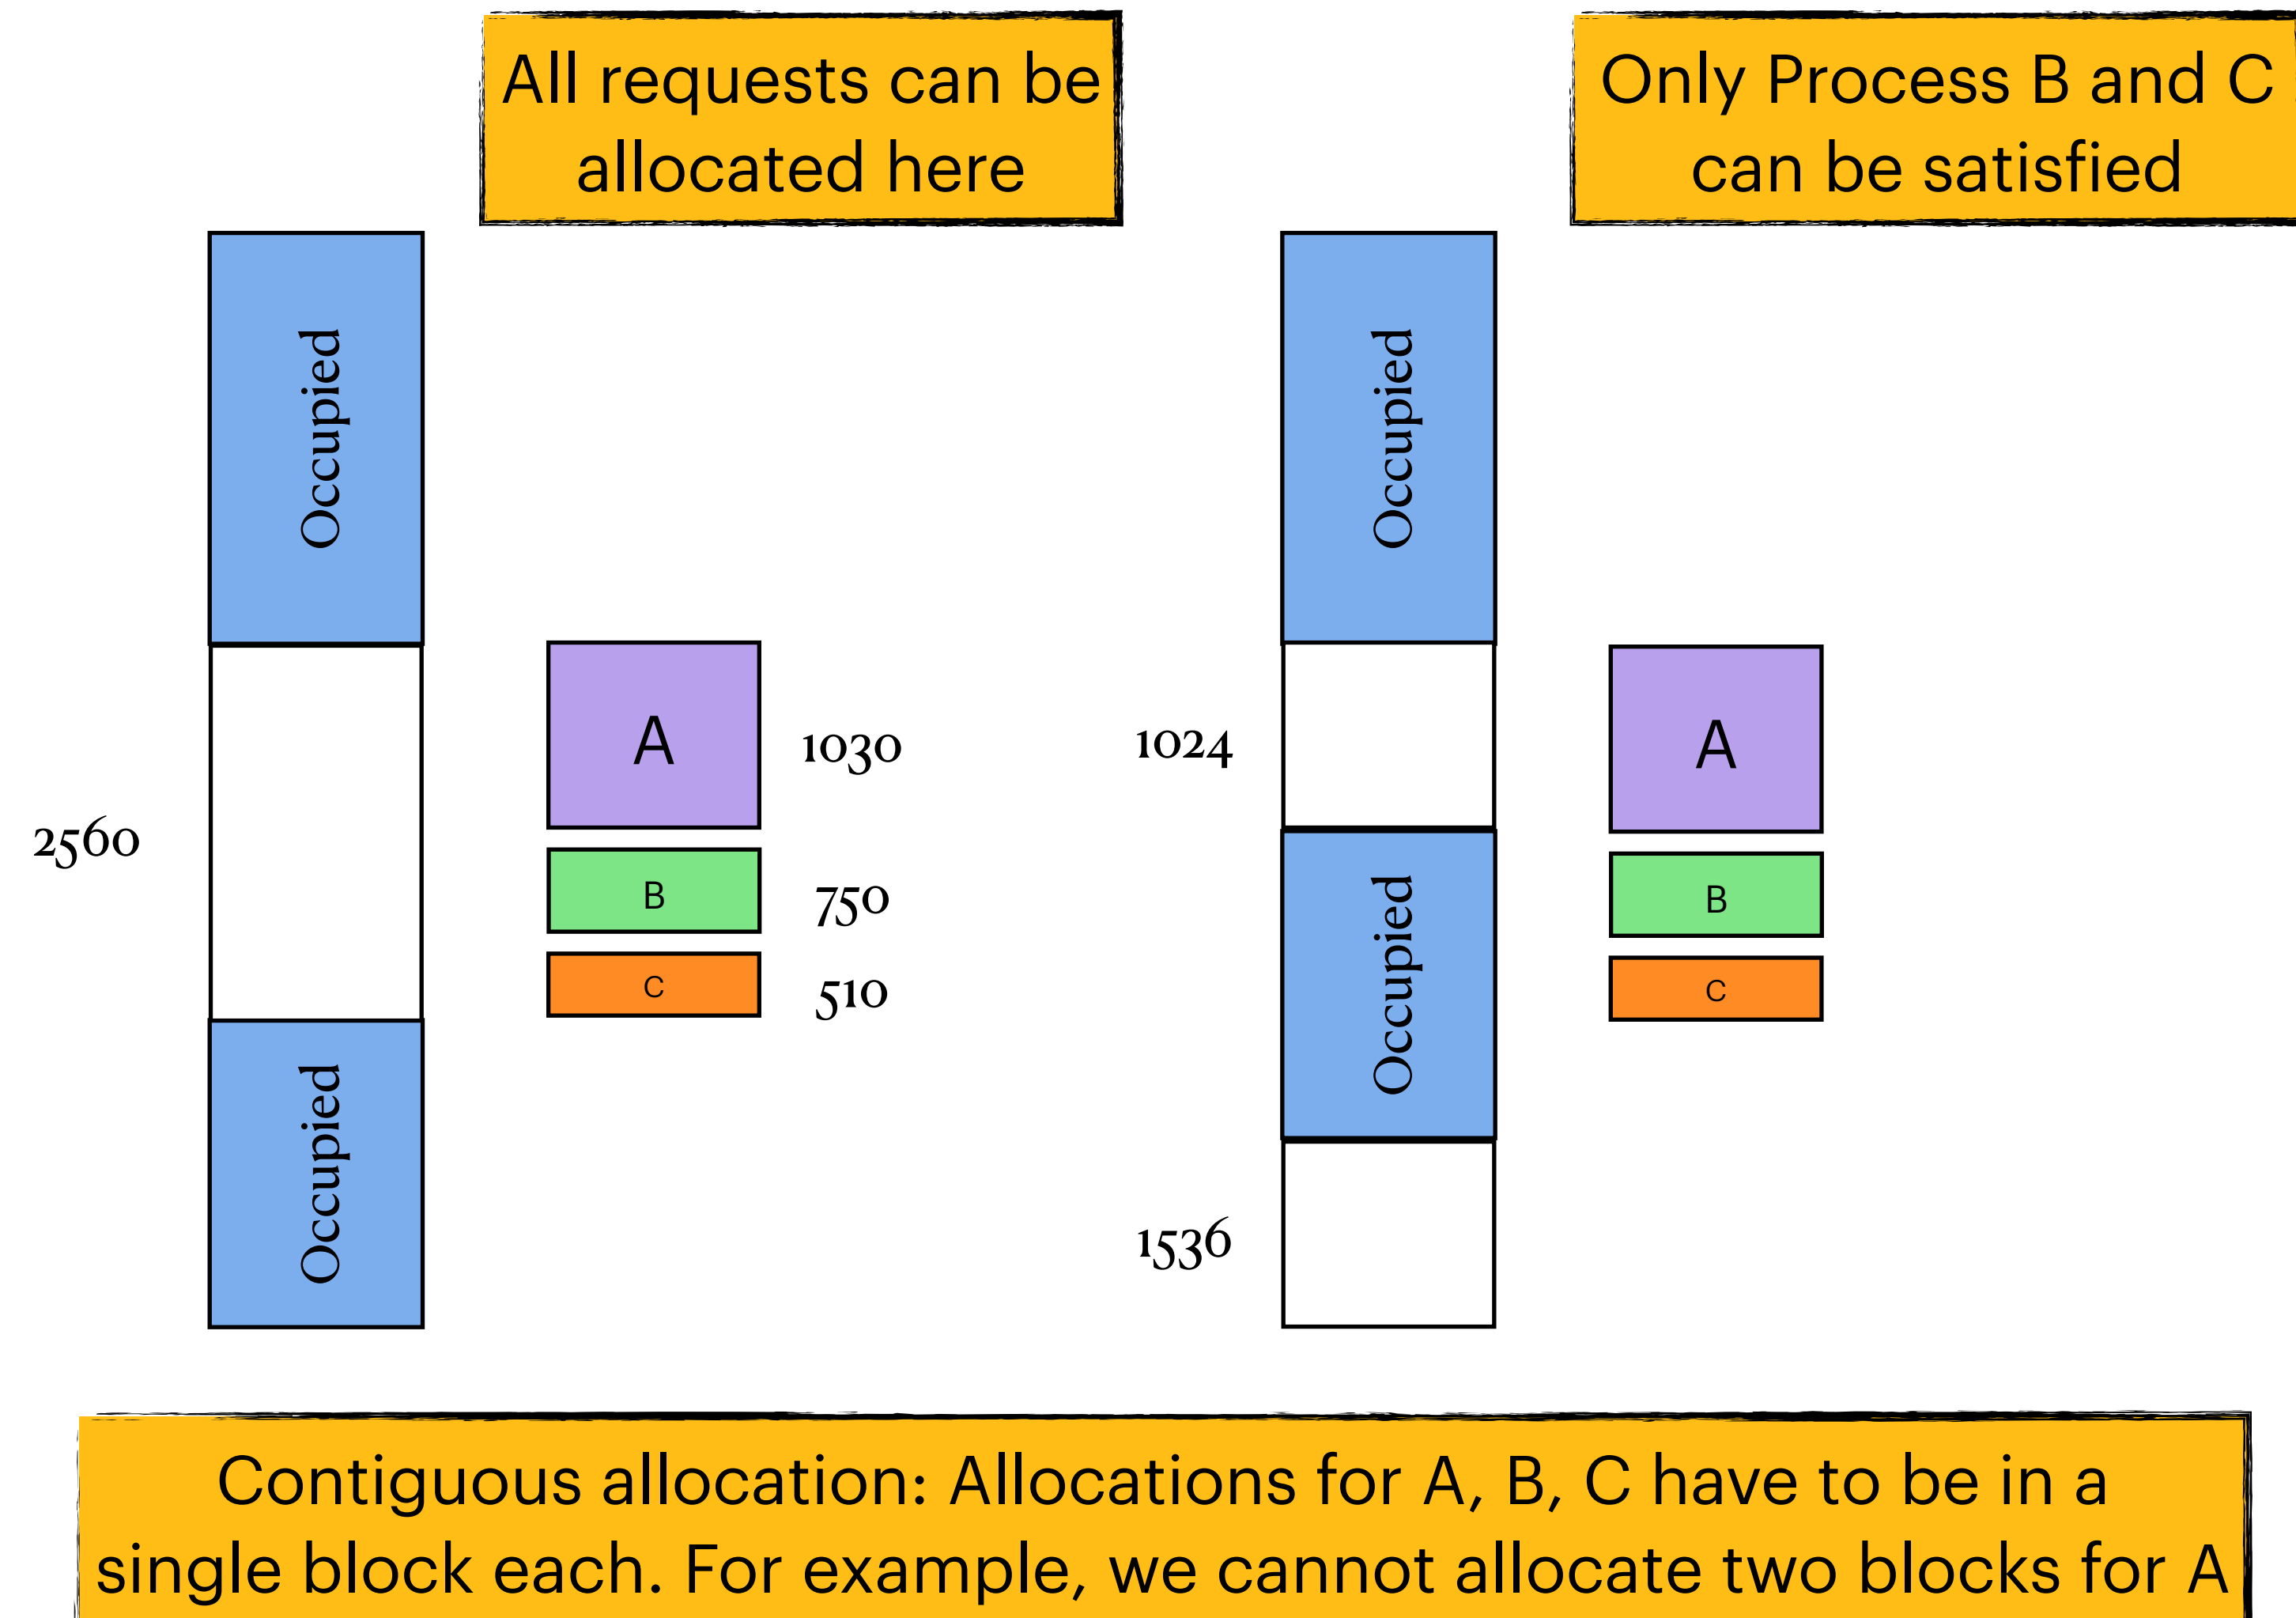 All requests can be
allocated here
Only Process B and C
can be satisfied
Occupied
2560
Occupied
A
1030
B
750
C
510
Occupied
1024
Occupied
1536
A
B
C
Contiguous allocation: Allocations for A, B, C have to be in a
single block each. For example, we cannot allocate two blocks for A